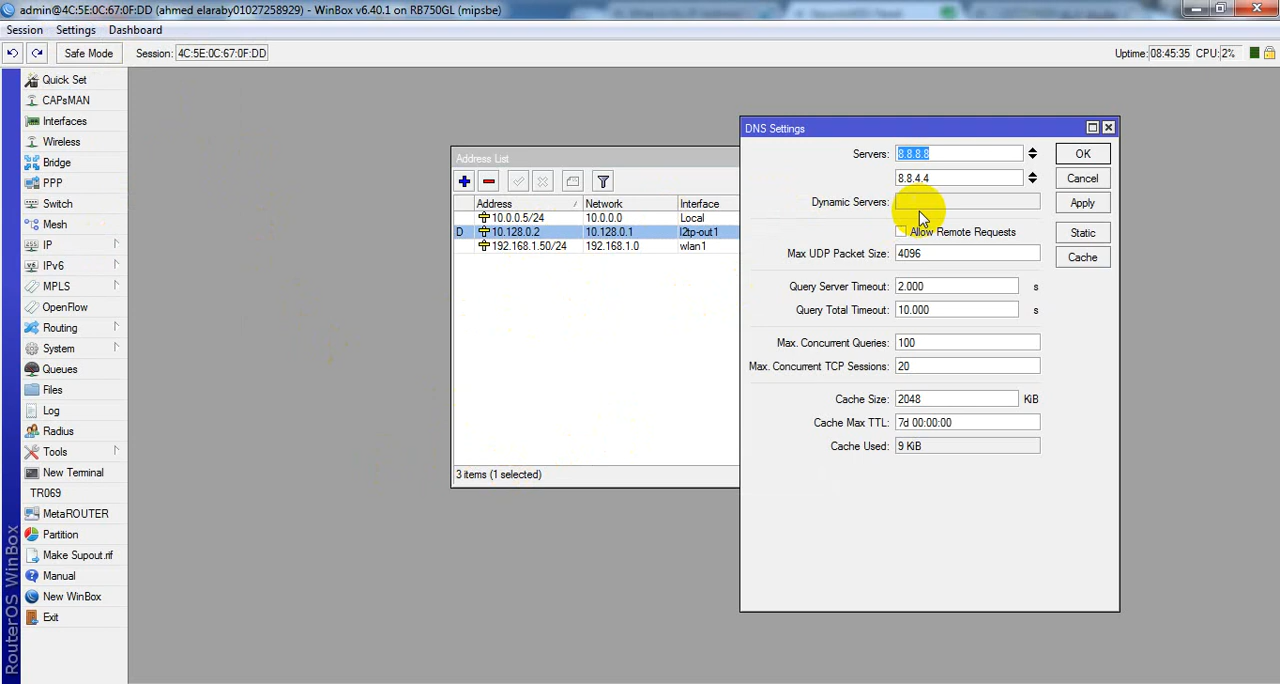 admin@4C:5E:0C:67:0F:DD (ahmed elaraby01027258929) - WinBox v6.40.1 on RB750GL (mipsbe)
Session Settings Dashboard
Safe Mode Session: 4C:5E:0C:67:0F:DD Uptime: 08:45:35 CPU: 2%
Quick Set
CAPsMAN
Interfaces
Wireless
Bridge
PPP
Switch
Mesh
IP
IPv6
MPLS
OpenFlow
Routing
System
Queues
Files
Log
Radius
Tools
New Terminal
TR069
MetaROUTER
Partition
Make Supout.rif
Manual
New WinBox
Exit
RouterOS WinBox
Address List
Address Network Interface
10.0.0.5/24 10.0.0.0 Local
D 10.128.0.2 10.128.0.1 l2tp-out1
192.168.1.50/24 192.168.1.0 wlan1
3 items (1 selected)
DNS Settings
Servers: 8.8.8.8 OK
8.8.4.4 Cancel
Dynamic Servers: Apply
Allow Remote Requests Static
Max UDP Packet Size: 4096 Cache
Query Server Timeout: 2.000 s
Query Total Timeout: 10.000 s
Max. Concurrent Queries: 100
Max. Concurrent TCP Sessions: 20
Cache Size: 2048 KiB
Cache Max TTL: 7d 00:00:00
Cache Used: 9 KiB